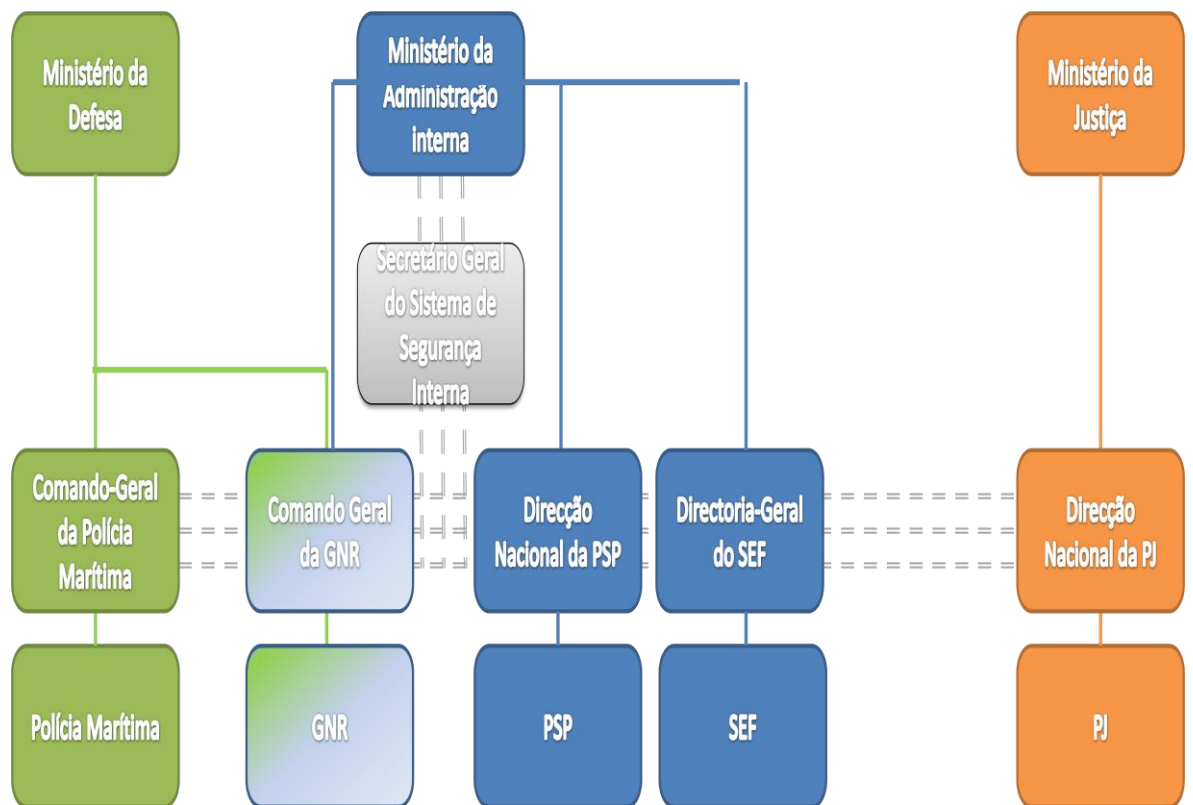 Ministério da
Defesa
Ministério da
Administração
interna
Ministério da
Justiça
Secretário Geral
do Sistema de
Segurança
Interna
Comando-Geral
da Polícia
Marítima
Comando Geral
da GNR
Direcção
Nacional da PSP
Directoria-Geral
do SEF
Direcção
Nacional da PJ
Polícia Marítima
GNR
PSP
SEF
PJ